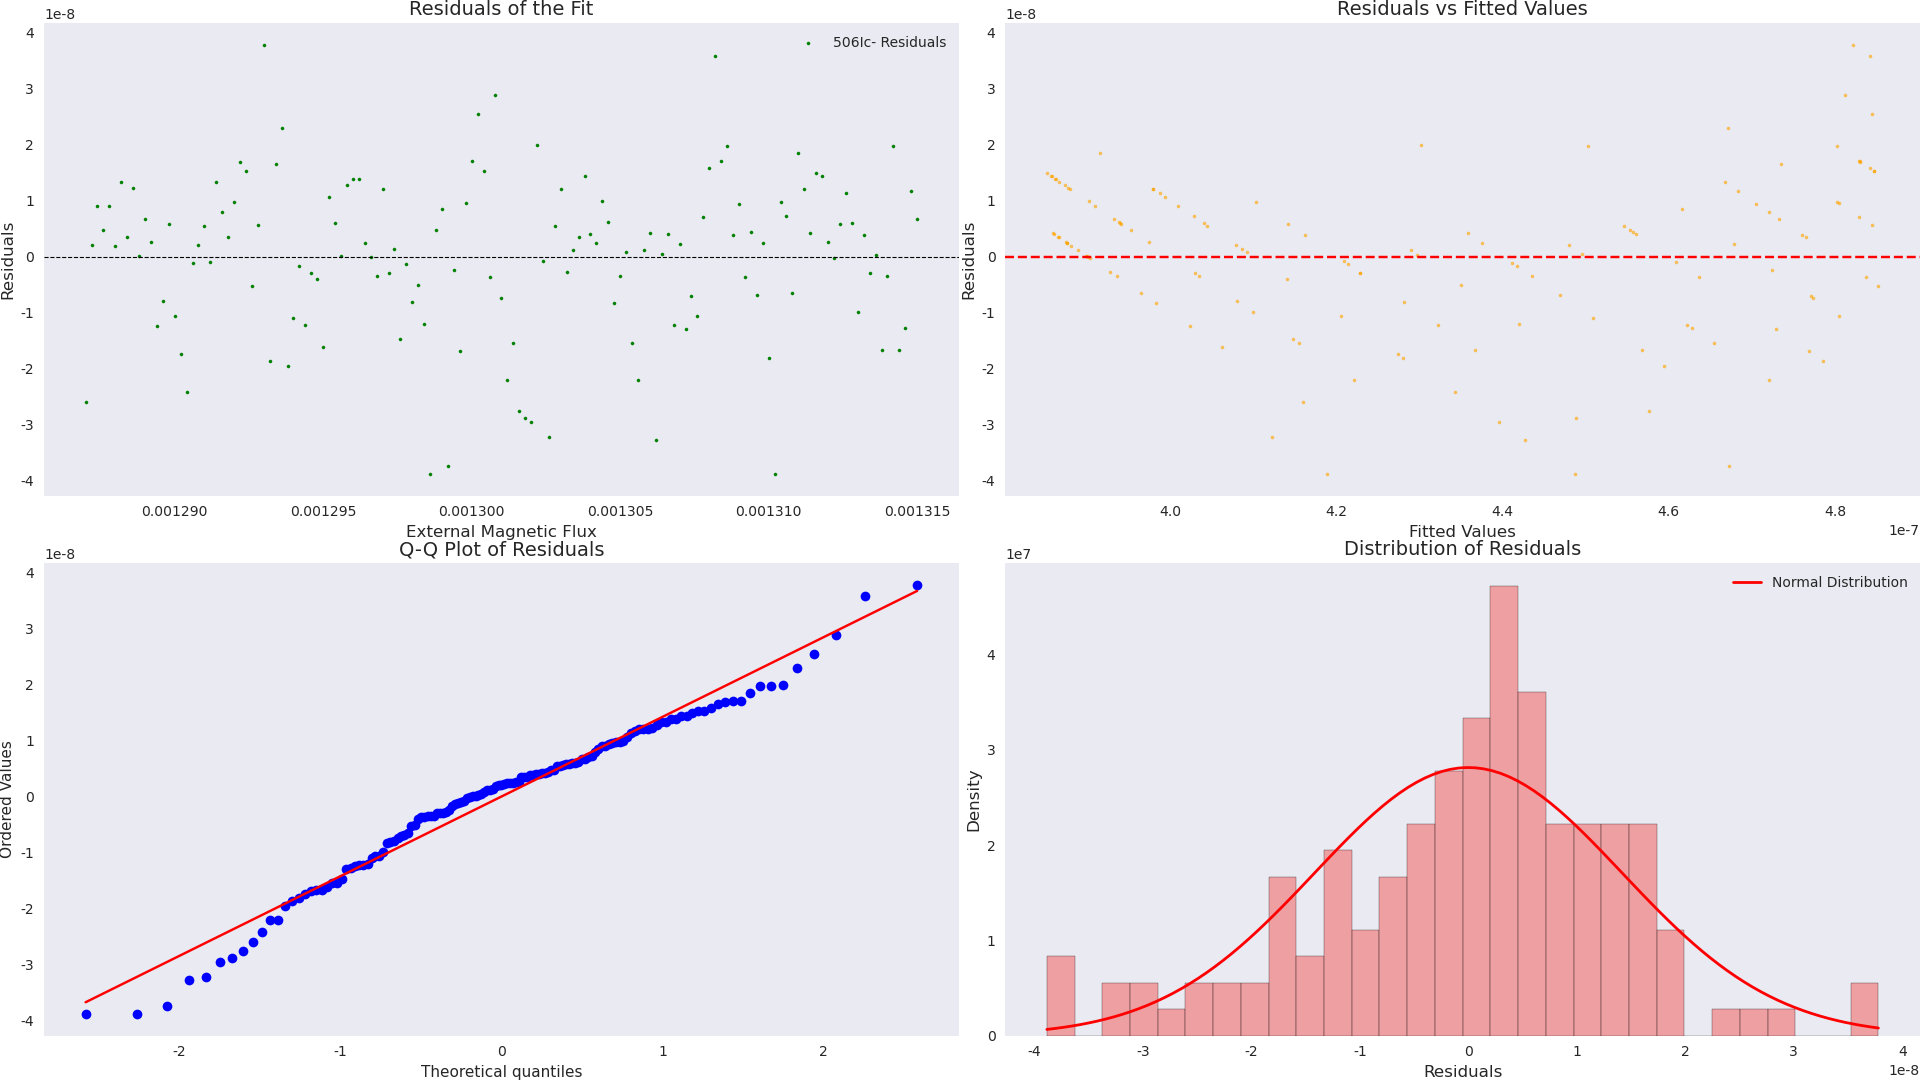 Residuals of the Fit
1e-8
4
3
2
1
0
-1
-2
-3
-4
Residuals
506Ic- Residuals
0.001290 0.001295 0.001300 0.001305 0.001310 0.001315
External Magnetic Flux
Residuals vs Fitted Values
1e-8
4
3
2
1
0
-1
-2
-3
-4
Residuals
4.0 4.2 4.4 4.6 4.8
1e-7
Fitted Values
Q-Q Plot of Residuals
1e-8
4
3
2
1
0
-1
-2
-3
-4
Ordered Values
-2 -1 0 1 2
Theoretical quantiles
Distribution of Residuals
1e7
4
3
2
1
0
Density
Normal Distribution
-4 -3 -2 -1 0 1 2 3 4
1e-8
Residuals